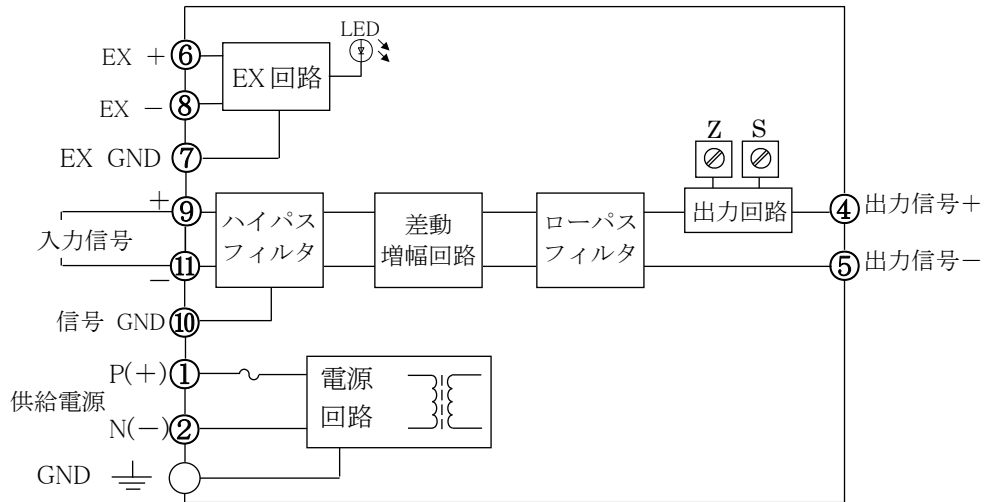 LED
EX + ⑥
EX 回路
EX － ⑧
EX GND ⑦
Z S
＋ ⑨
入力信号
－ ⑪
ハイパス
フィルタ
差動
増幅回路
ローパス
フィルタ
出力回路
④ 出力信号＋
⑤ 出力信号－
信号 GND ⑩
P(＋) ①
供給電源
N(－) ②
電源
回路
GND